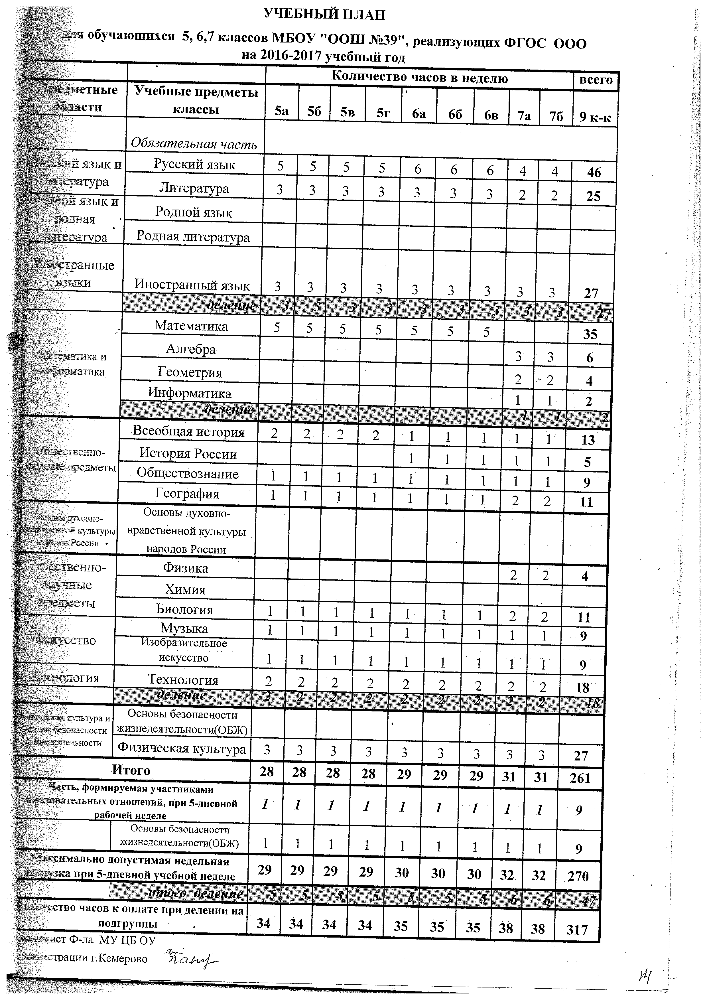 УЧЕБНЫЙ ПЛАН
для обучающихся 5, 6,7 классов МБОУ "ООШ №39", реализующих ФГОС ООО
на 2016-2017 учебный год
Количество часов в неделю всего
Предметные области Учебные предметы классы 5а 5б 5в 5г 6а 6б 6в 7а 7б 9 к-к
Обязательная часть
Русский язык и литература
Русский язык 5 5 5 5 6 6 6 4 4 46
Литература 3 3 3 3 3 3 3 2 2 25
Родной язык и родная литература
Родной язык
Родная литература
Иностранные языки
Иностранный язык 3 3 3 3 3 3 3 3 3 27
деление 3 3 3 3 3 3 3 3 3 27
Математика и информатика
Математика 5 5 5 5 5 5 5 35
Алгебра 3 3 6
Геометрия 2 2 4
Информатика 1 1 2
деление 1 1 2
Общественно-научные предметы
Всеобщая история 2 2 2 2 1 1 1 1 1 13
История России 1 1 1 1 1 5
Обществознание 1 1 1 1 1 1 1 1 1 9
География 1 1 1 1 1 1 1 2 2 11
Основы духовно-нравственной культуры народов России
Основы духовно-
нравственной культуры
народов России
Естественно-научные предметы
Физика 2 2 4
Химия
Биология 1 1 1 1 1 1 1 2 2 11
Искусство
Музыка 1 1 1 1 1 1 1 1 1 9
Изобразительное
искусство 1 1 1 1 1 1 1 1 1 9
Технология Технология 2 2 2 2 2 2 2 2 2 18
деление 2 2 2 2 2 2 2 2 2 18
Физическая культура и Основы безопасности жизнедеятельности
Основы безопасности
жизнедеятельности(ОБЖ)
Физическая культура 3 3 3 3 3 3 3 3 3 27
Итого 28 28 28 28 29 29 29 31 31 261
Часть, формируемая участниками
образовательных отношений, при 5-дневной
рабочей неделе 1 1 1 1 1 1 1 1 1 9
Основы безопасности
жизнедеятельности(ОБЖ) 1 1 1 1 1 1 1 1 1 9
Максимально допустимая недельная
нагрузка при 5-дневной учебной неделе 29 29 29 29 30 30 30 32 32 270
итого деление 5 5 5 5 5 5 5 6 6 47
Количество часов к оплате при делении на
подгруппы 34 34 34 34 35 35 35 38 38 317
экономист Ф-ла МУ ЦБ ОУ
администрации г.Кемерово